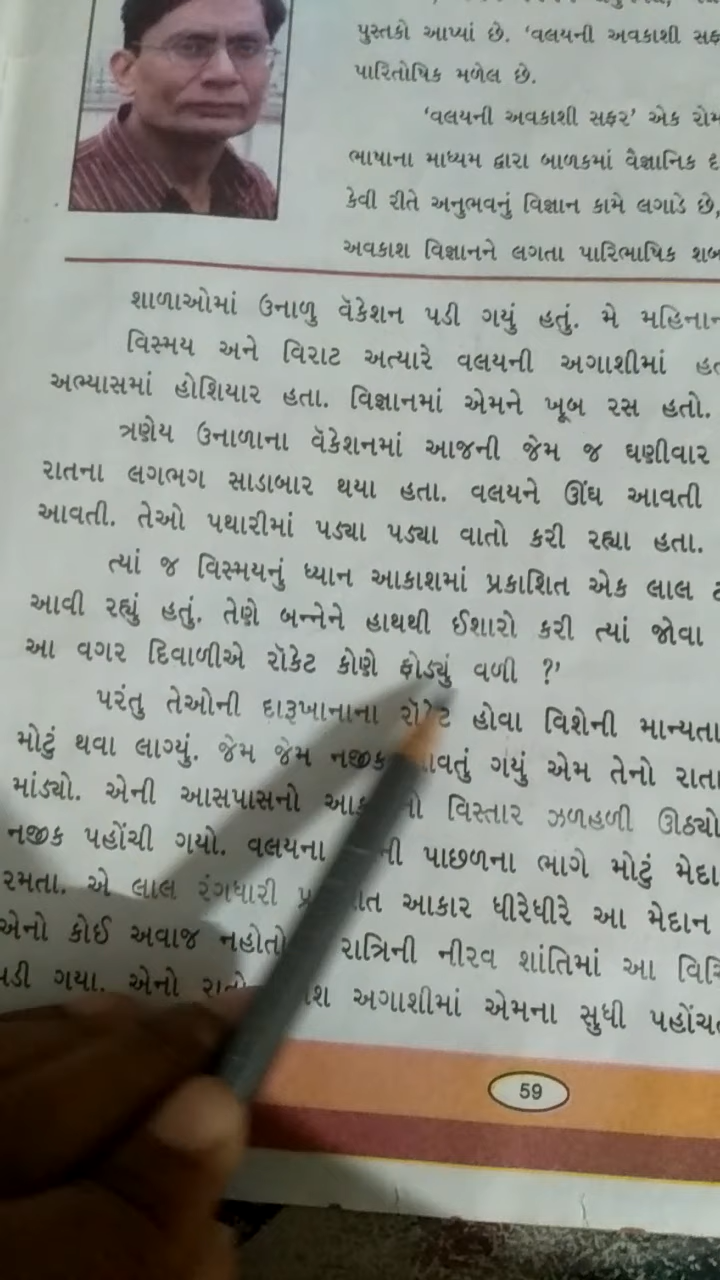 પુસ્તકો આપ્યાં છે. 'વલયની અવકાશી સફ
પારિતોષિક મળેલ છે.
'વલયની અવકાશી સફર' એક રોમ
ભાષાના માધ્યમ દ્વારા બાળકમાં વૈજ્ઞાનિક
કેવી રીતે અનુભવનું વિજ્ઞાન કામે લગાડે છે,
અવકાશ વિજ્ઞાનને લગતા પારિભાષિક શબ
શાળાઓમાં ઉનાળુ વૅકેશન પડી ગયું હતું. મે મહિનાન
વિસ્મય અને વિરાટ અત્યારે વલયની અગાશીમાં હત
અભ્યાસમાં હોશિયાર હતા. વિજ્ઞાનમાં એમને ખૂબ રસ હતો.
ત્રણેય ઉનાળાના વૅકેશનમાં આજની જેમ જ ઘણીવાર
રાતના લગભગ સાડાબાર થયા હતા. વલયને ઊંઘ આવતી
આવતી. તેઓ પથારીમાં પડ્યા પડ્યા વાતો કરી રહ્યા હતા.
ત્યાં જ વિસ્મયનું ધ્યાન આકાશમાં પ્રકાશિત એક લાલ
આવી રહ્યું હતું. તેણે બન્નેને હાથથી ઈશારો કરી ત્યાં જોવા
આ વગર દિવાળીએ રૉકેટ કોણે ફોડ્યું વળી ?'
પરંતુ તેઓની દારૂખાનાના રૉકેટ હોવા વિશેની માન્યતા
મોટું થવા લાગ્યું. જેમ જેમ નજીક આવતું ગયું એમ તેનો રાતા
માંડ્યો. એની આસપાસનો આક નો વિસ્તાર ઝળહળી ઊઠ્યો
નજીક પહોંચી ગયો. વલયના ની પાછળના ભાગે મોટું મેદા
રમતા. એ લાલ રંગધારી પ્ર આકાર ધીરેધીરે આ મેદાન
એનો કોઈ અવાજ નહોતો રાત્રિની નીરવ શાંતિમાં આ વિચિ
પડી ગયા. એનો રાતો શ અગાશીમાં એમના સુધી પહોંચત
59